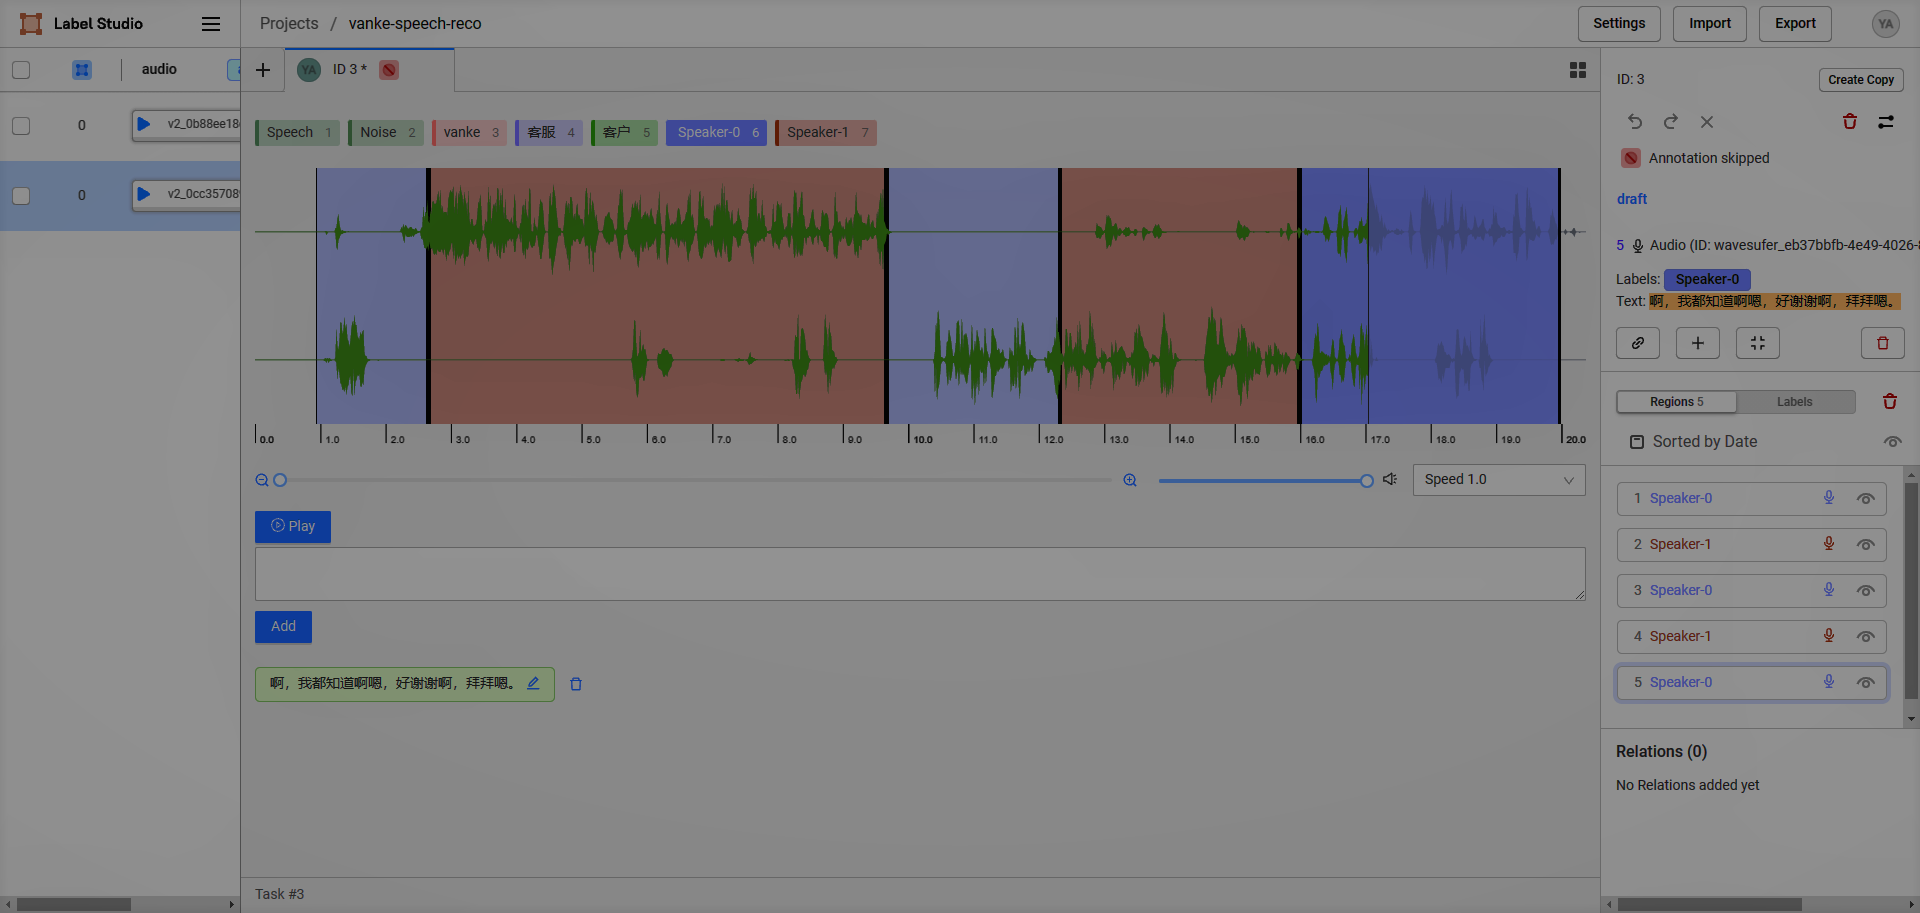 Label Studio
Projects / vanke-speech-reco
Settings
Import
Export
YA
audio
0
v2_0b88ee18
0
v2_0cc35708
YA
ID 3 *
Speech 1
Noise 2
vanke 3
客服 4
客户 5
Speaker-0 6
Speaker-1 7
0.0 1.0 2.0 3.0 4.0 5.0 6.0 7.0 8.0 9.0 10.0 11.0 12.0 13.0 14.0 15.0 16.0 17.0 18.0 19.0 20.0
Speed 1.0
Play
Add
啊，我都知道啊嗯，好谢谢啊，拜拜嗯。
Task #3
ID: 3
Create Copy
Annotation skipped
draft
5 Audio (ID: wavesufer_eb37bbfb-4e49-4026-
Labels: Speaker-0
Text: 啊，我都知道啊嗯，好谢谢啊，拜拜嗯。
Regions 5
Labels
Sorted by Date
1 Speaker-0
2 Speaker-1
3 Speaker-0
4 Speaker-1
5 Speaker-0
Relations (0)
No Relations added yet